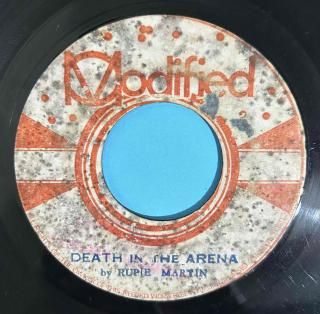 Modified
DEATH IN THE ARENA
by RUPIE MARTIN